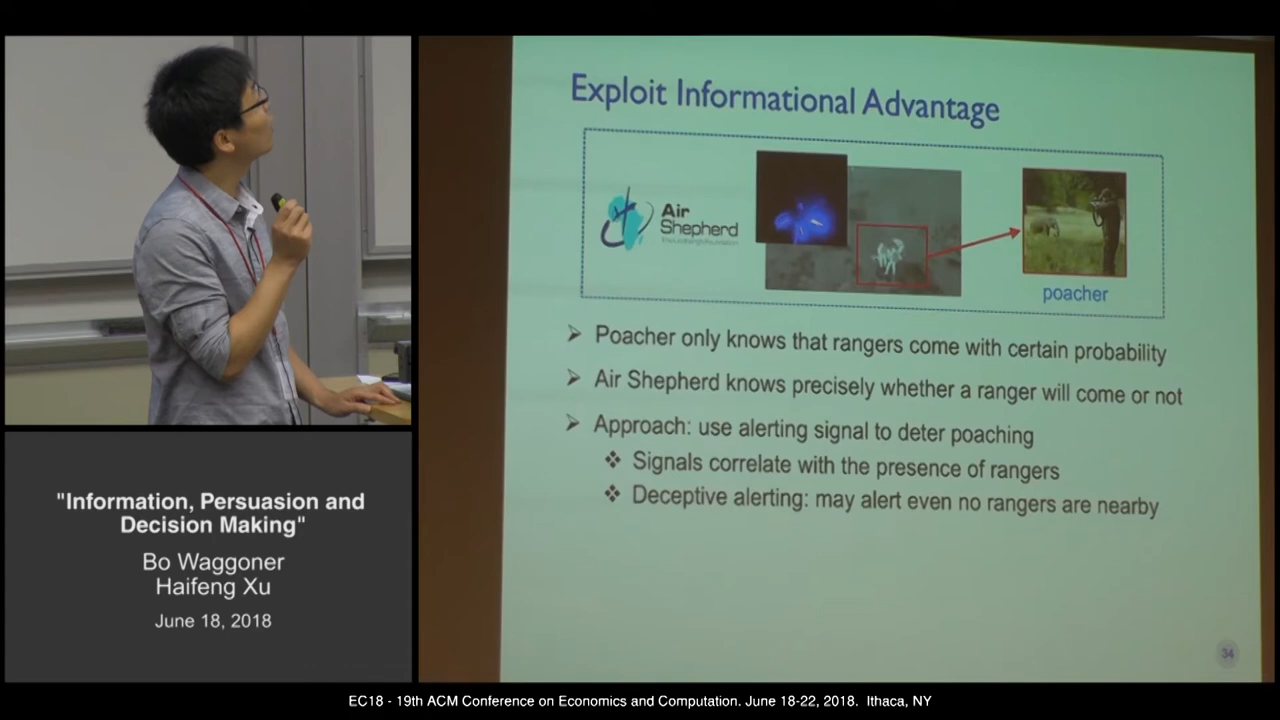 Exploit Informational Advantage
Air
Shepherd
poacher
➢ Poacher only knows that rangers come with certain probability
➢ Air Shepherd knows precisely whether a ranger will come or not
➢ Approach: use alerting signal to deter poaching
❖ Signals correlate with the presence of rangers
❖ Deceptive alerting: may alert even no rangers are nearby
34
"Information, Persuasion and
Decision Making"
Bo Waggoner
Haifeng Xu
June 18, 2018
EC18 - 19th ACM Conference on Economics and Computation. June 18-22, 2018. Ithaca, NY